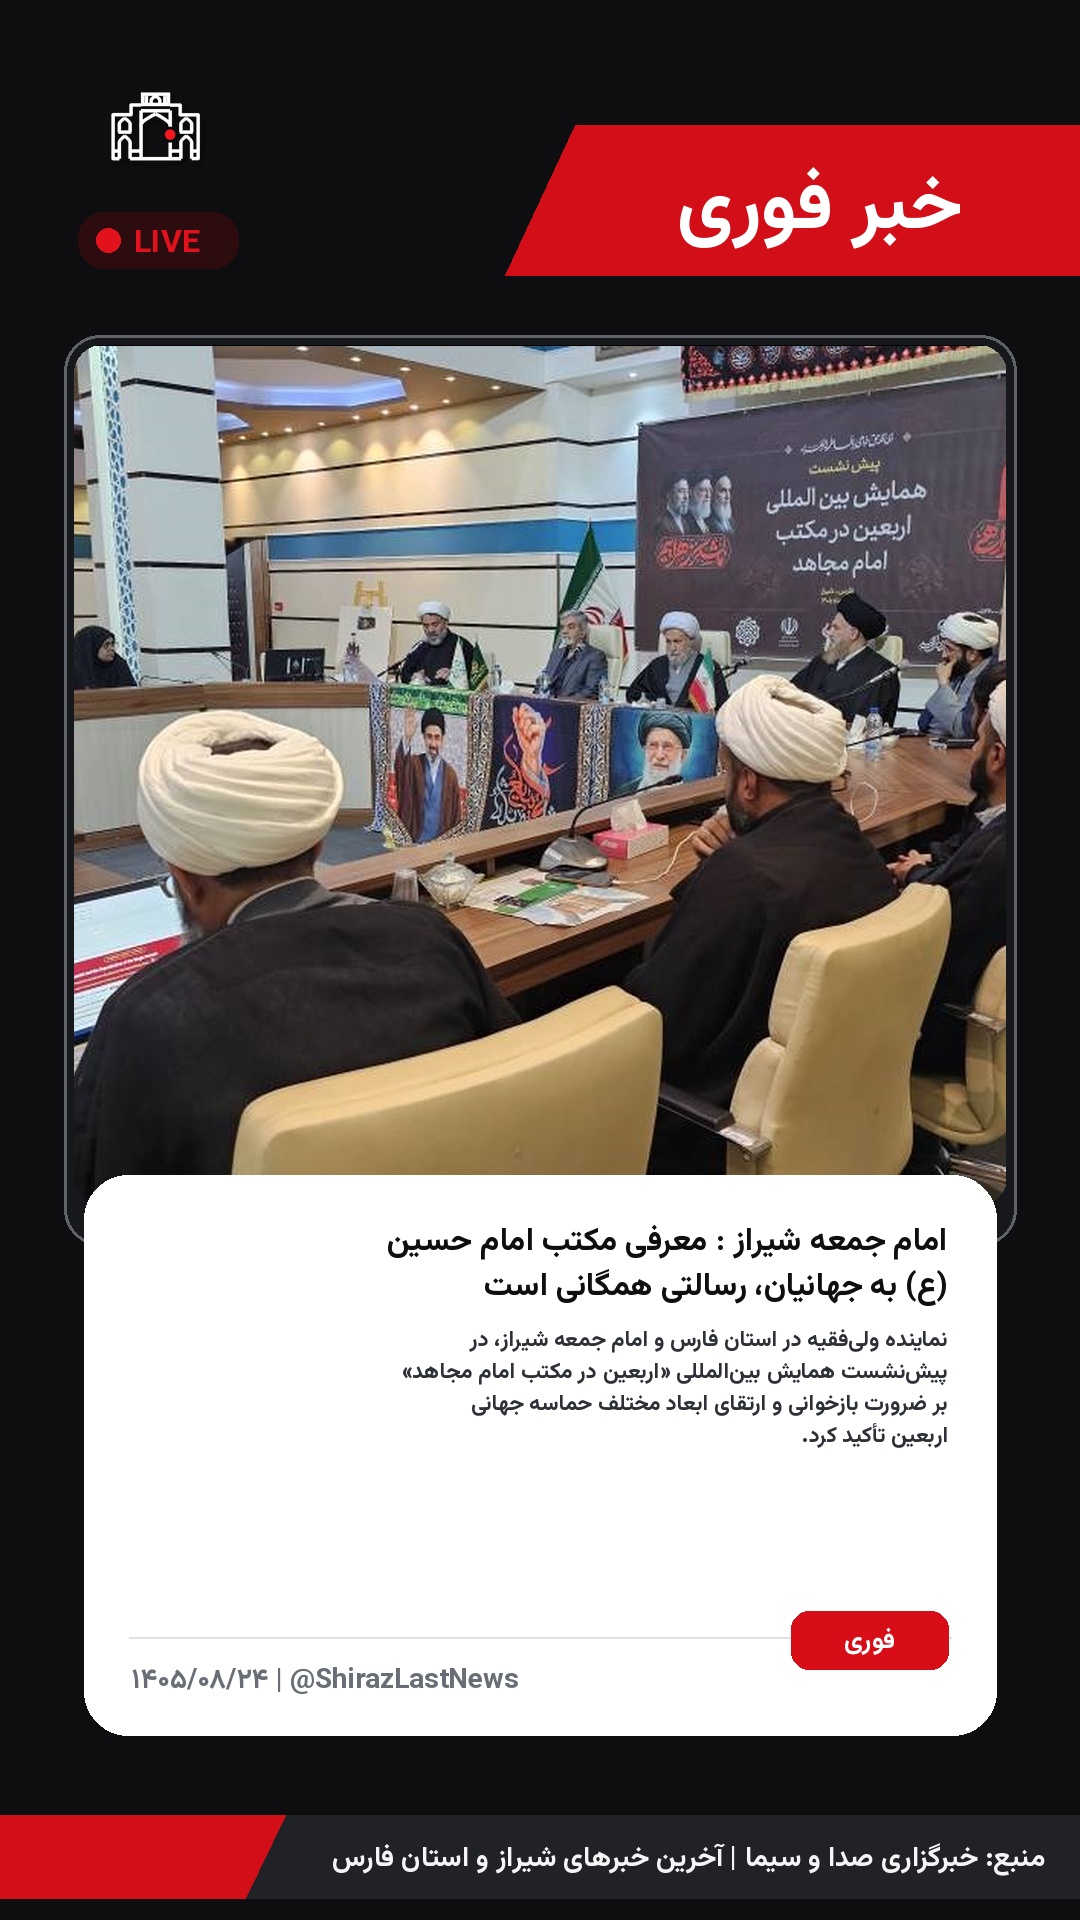 خبر فوری
LIVE
پیش نشست
همایش بین المللی
اربعین در مکتب
امام مجاهد
امام جمعه شیراز : معرفی مکتب امام حسین
(ع) به جهانیان، رسالتی همگانی است
نماینده ولی‌فقیه در استان فارس و امام جمعه شیراز، در
پیش‌نشست همایش بین‌المللی «اربعین در مکتب امام مجاهد»
بر ضرورت بازخوانی و ارتقای ابعاد مختلف حماسه جهانی
اربعین تأکید کرد.
فوری
۱۴۰۵/۰۸/۲۴ | @ShirazLastNews
منبع: خبرگزاری صدا و سیما | آخرین خبرهای شیراز و استان فارس